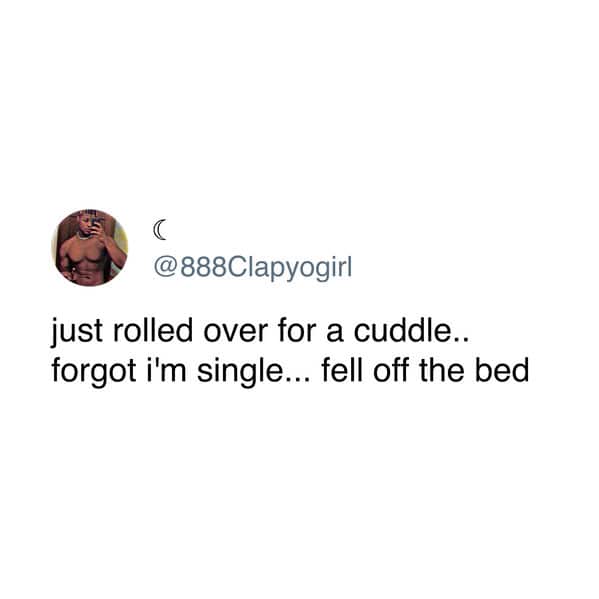 ☾
@888Clapyogirl
just rolled over for a cuddle..
forgot i'm single... fell off the bed